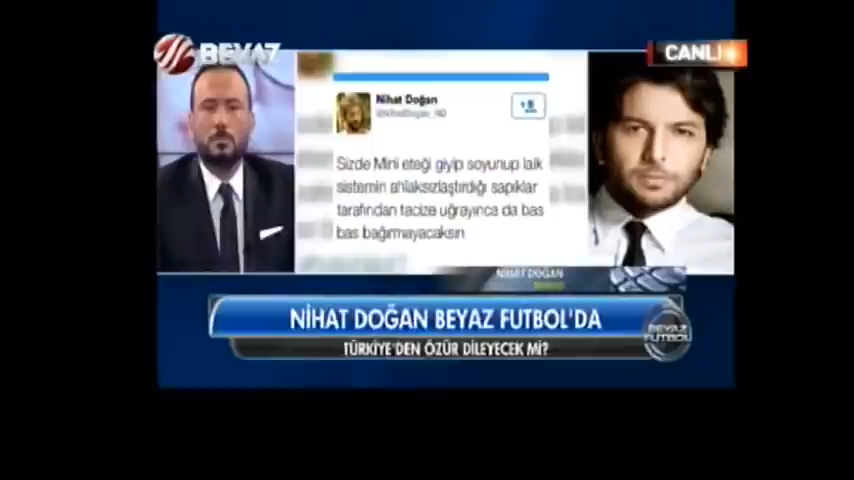 BEYAZ
CANLI
Nihat Doğan
Sizde Mini eteği giyip soyunup laik
sistemin ahlaksızlaştırdığı sapıklar
tarafından tacize uğrayınca da bas
bas bağırmayacaksın
NİHAT DOĞAN
NİHAT DOĞAN BEYAZ FUTBOL'DA
TÜRKİYE DEN ÖZÜR DİLEYECEK Mİ?
BEYAZ
FUTBOL